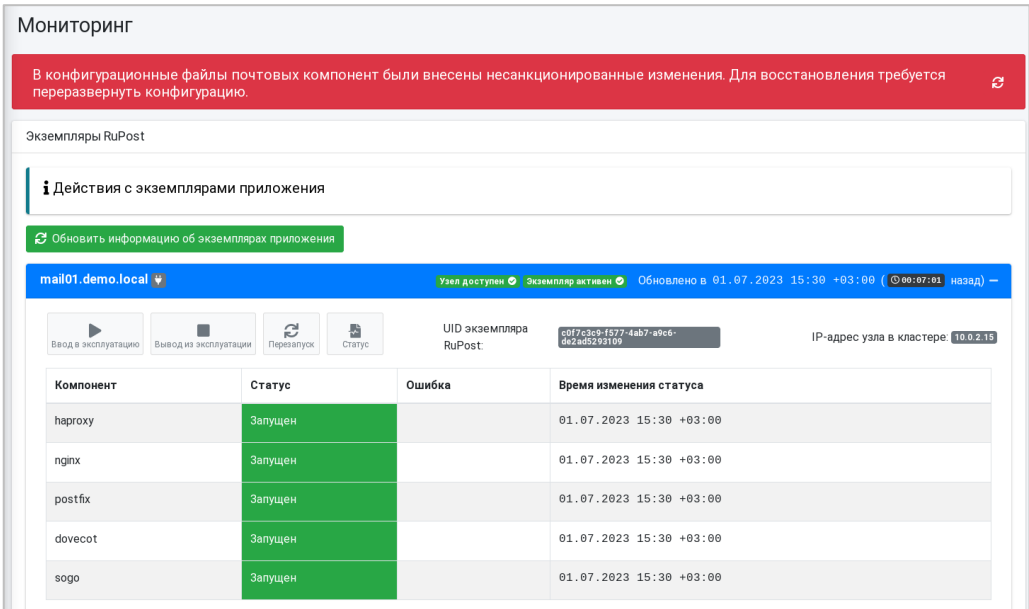 Мониторинг
В конфигурационные файлы почтовых компонент были внесены несанкционированные изменения. Для восстановления требуется
переразвернуть конфигурацию.
Экземпляры RuPost
Действия с экземплярами приложения
Обновить информацию об экземплярах приложения
mail01.demo.local Узел доступен Экземпляр активен Обновлено в 01.07.2023 15:30 +03:00 ( 00:07:01 назад)
Ввод в эксплуатацию Вывод из эксплуатации Перезапуск Статус
UID экземпляра
RuPost:
c0f7c3c9-f577-4ab7-a9c6-
de2ad5293109
IP-адрес узла в кластере: 10.0.2.15
Компонент Статус Ошибка Время изменения статуса
haproxy Запущен 01.07.2023 15:30 +03:00
nginx Запущен 01.07.2023 15:30 +03:00
postfix Запущен 01.07.2023 15:30 +03:00
dovecot Запущен 01.07.2023 15:30 +03:00
sogo Запущен 01.07.2023 15:30 +03:00